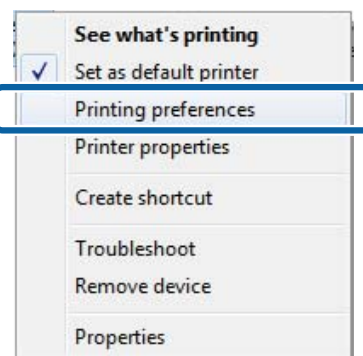 See what's printing
Set as default printer
Printing preferences
Printer properties
Create shortcut
Troubleshoot
Remove device
Properties